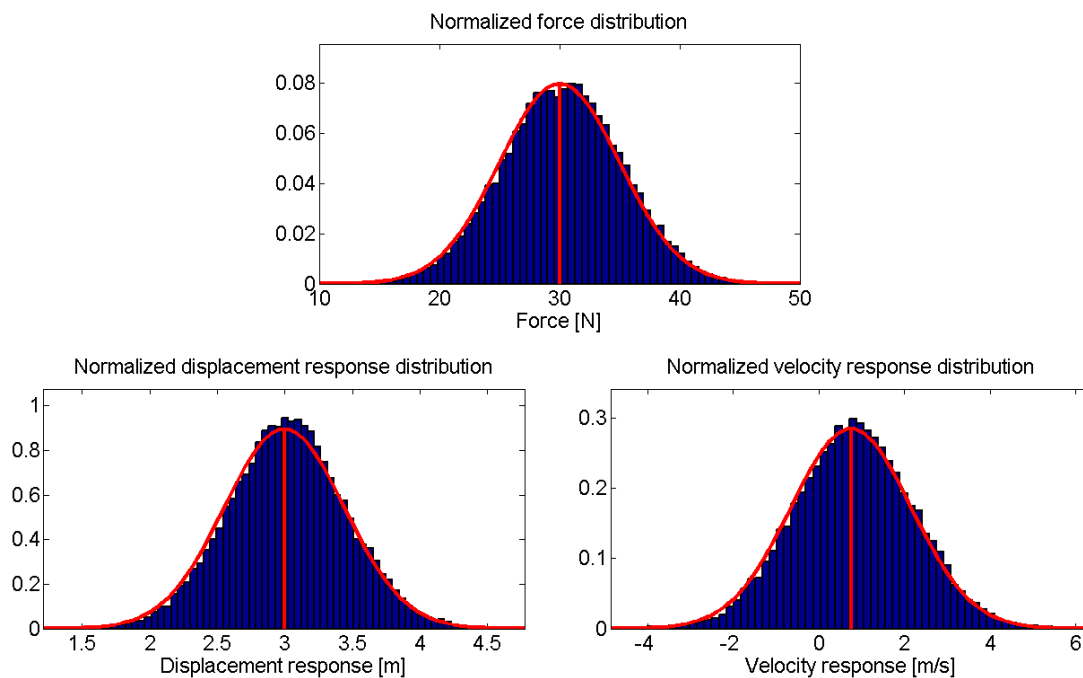 Normalized force distribution
0.08
0.06
0.04
0.02
0
10 20 30 40 50
Force [N]
Normalized displacement response distribution
1
0.8
0.6
0.4
0.2
0
1.5 2 2.5 3 3.5 4 4.5
Displacement response [m]
Normalized velocity response distribution
0.3
0.2
0.1
0
-4 -2 0 2 4 6
Velocity response [m/s]